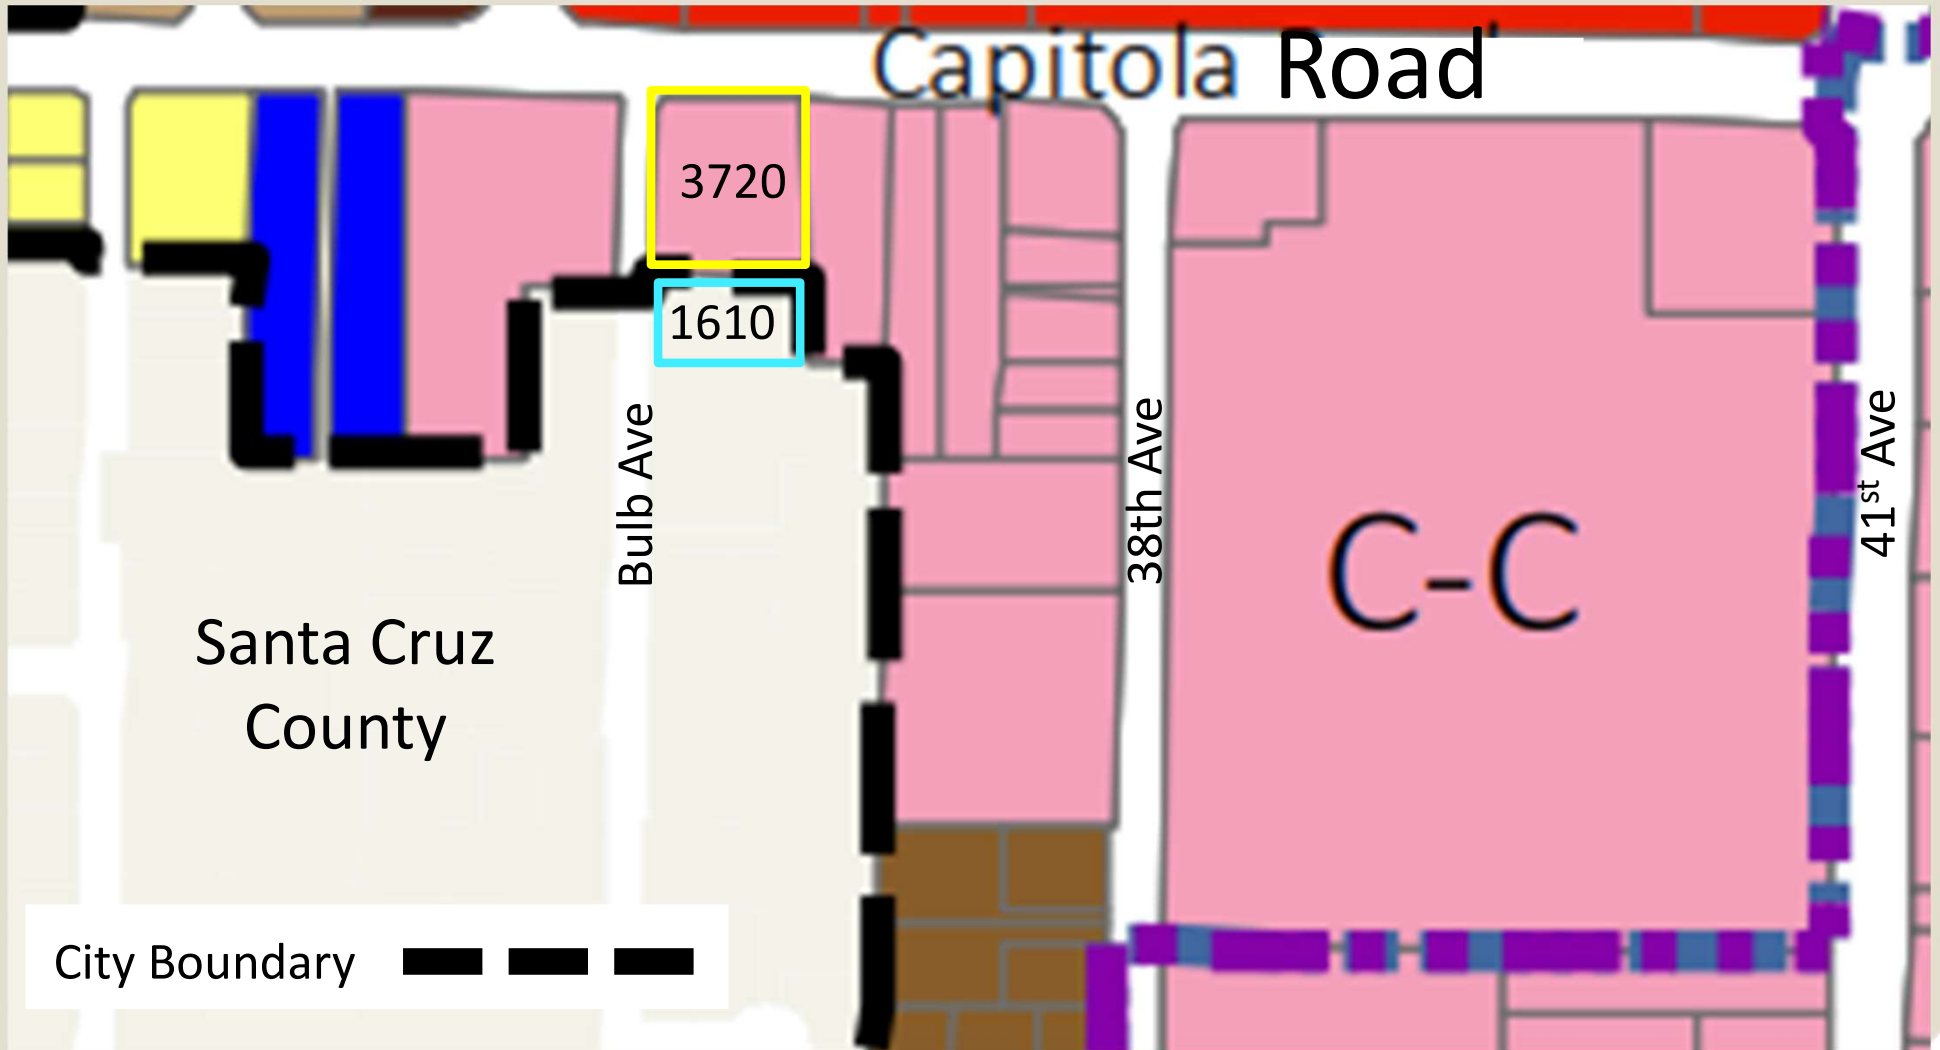 Capitola Road
3720
1610
Bulb Ave
38th Ave
41st Ave
C-C
Santa Cruz
County
City Boundary